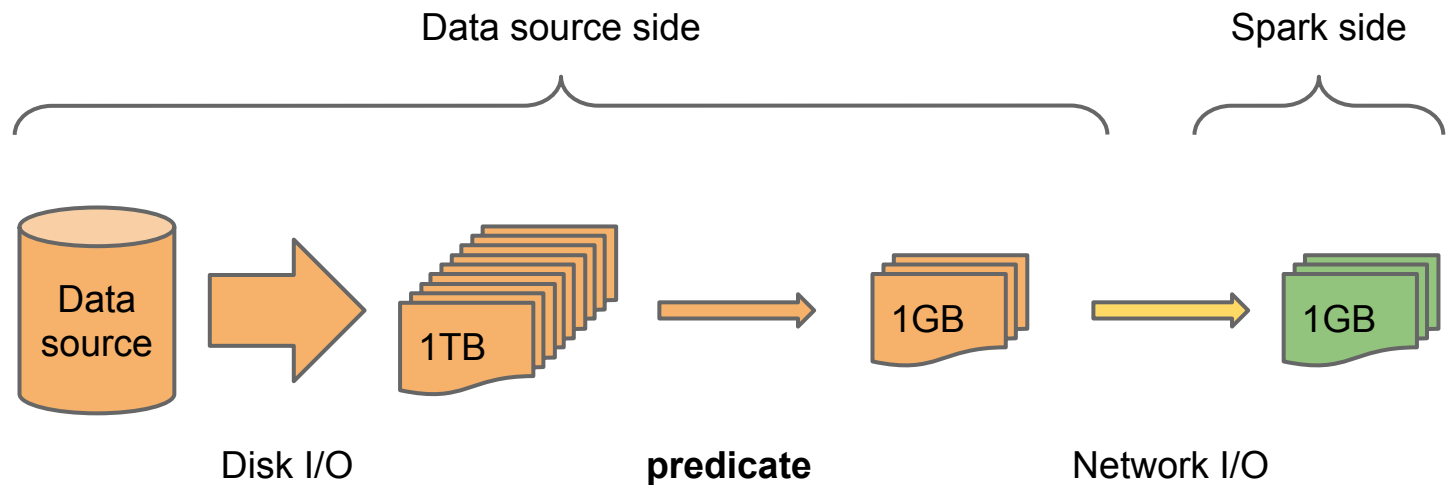 Data source side
Spark side
Data
source
1TB
1GB
1GB
Disk I/O
predicate
Network I/O